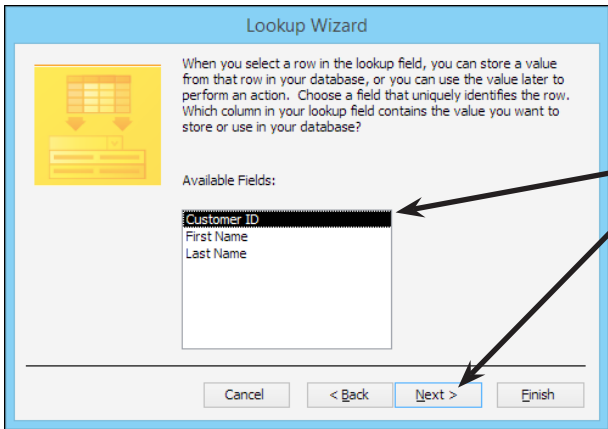 Lookup Wizard
When you select a row in the lookup field, you can store a value
from that row in your database, or you can use the value later to
perform an action.  Choose a field that uniquely identifies the row.
Which column in your lookup field contains the value you want to
store or use in your database?
Available Fields:
Customer ID
First Name
Last Name
Cancel
< Back
Next >
Finish